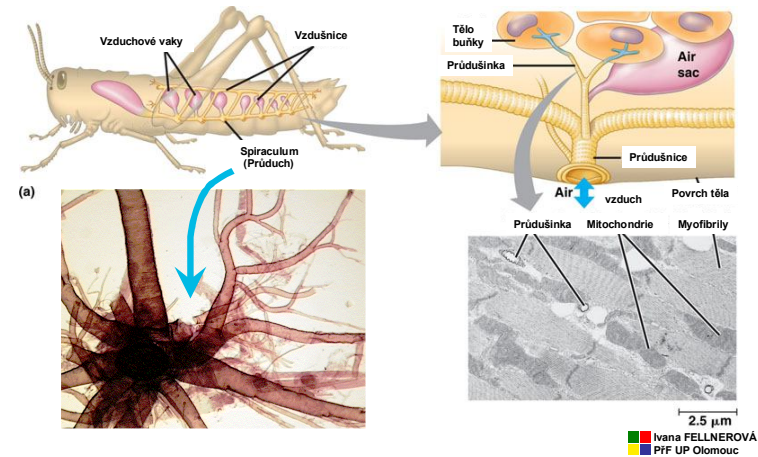 Vzduchové vaky
Vzdušnice
Spiraculum
(Průduch)
(a)
Tělo
buňky
Průdušinka
Air
sac
Průdušnice
Air
vzduch
Povrch těla
Průdušinka
Mitochondrie
Myofibrily
2.5 µm
Ivana FELLNEROVÁ
PřF UP Olomouc